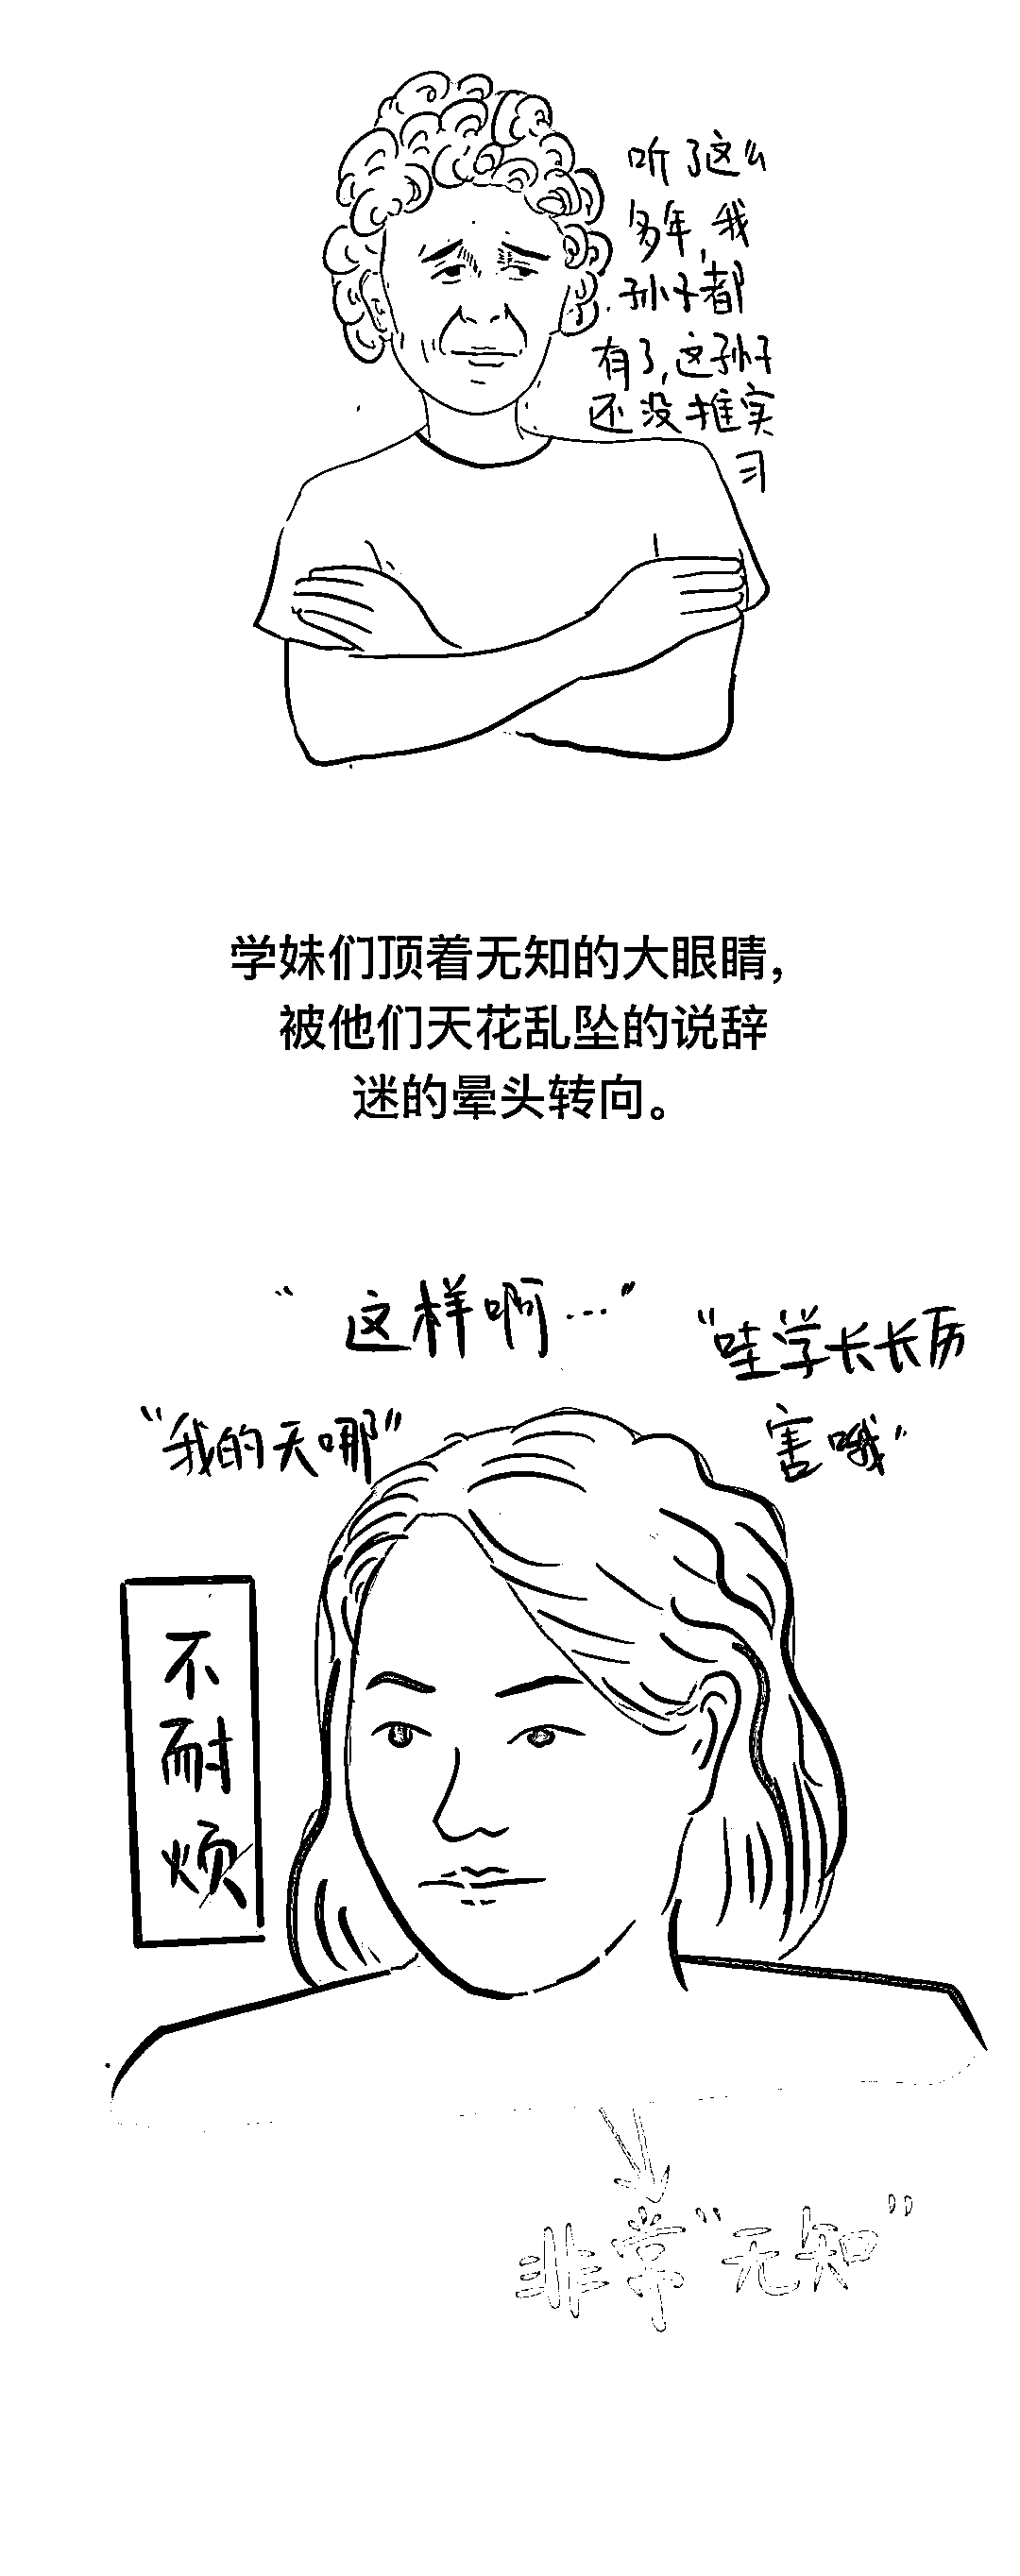 听了这么
多年,我
孙子都
有了,这孙子
还没推实
习
学妹们顶着无知的大眼睛，
被他们天花乱坠的说辞
迷的晕头转向。
“这样啊…”
“哇学长长厉
害哦”
“我的天哪”
不
耐
烦
非常“无知”